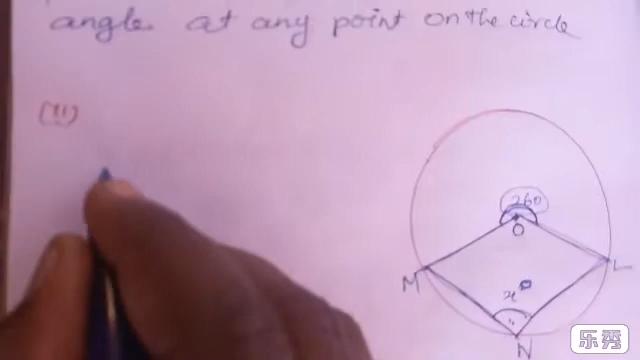 angle at any point on the circle
(ii)
260
O
M
L
x°
N
乐秀